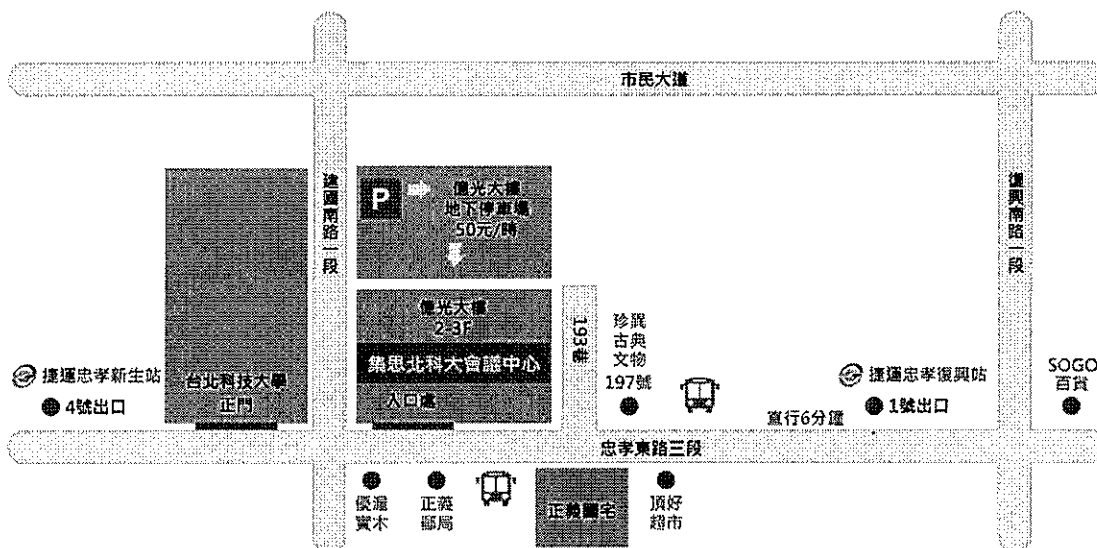 市民大道
建國南路一段
復興南路一段
P
億光大樓
地下停車場
50元/時
億光大樓
2-3F
集思北科大會議中心
入口處
193巷
珍巽
古典
文物
197號
台北科技大學
正門
捷運忠孝新生站
4號出口
捷運忠孝復興站
1號出口
直行6分鐘
SOGO
百貨
忠孝東路三段
優渥
實木
正義
郵局
正義國宅
頂好
超市